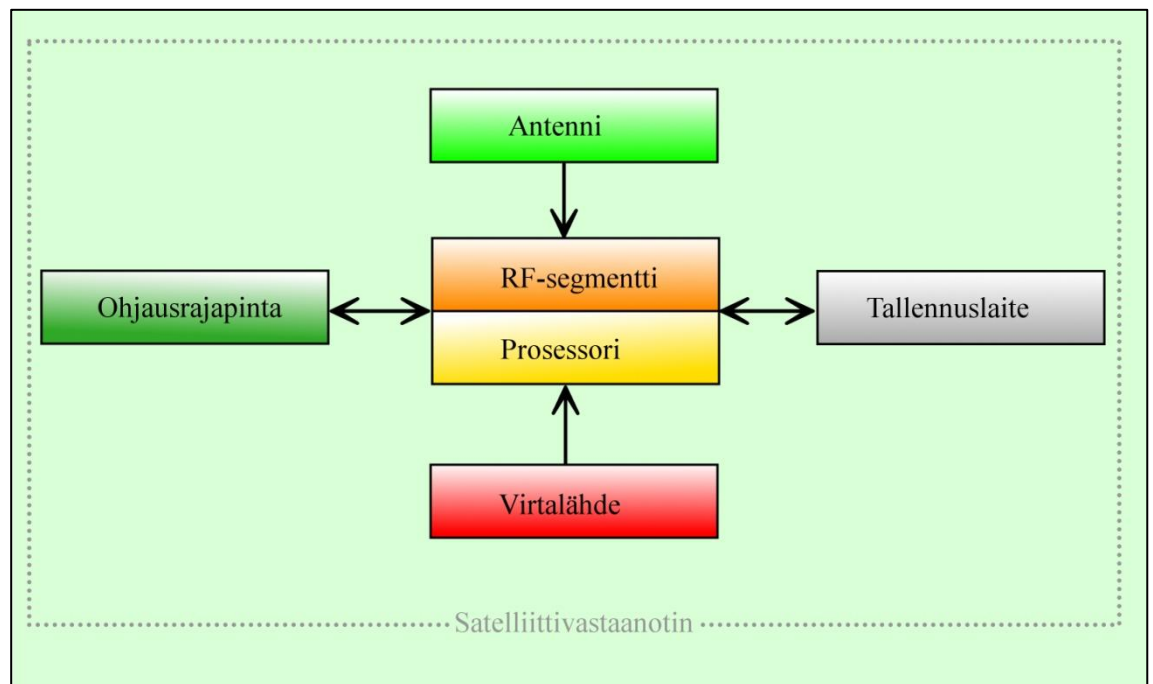 Antenni
RF-segmentti
Ohjausrajapinta
Tallennuslaite
Prosessori
Virtalähde
Satelliittivastaanotin